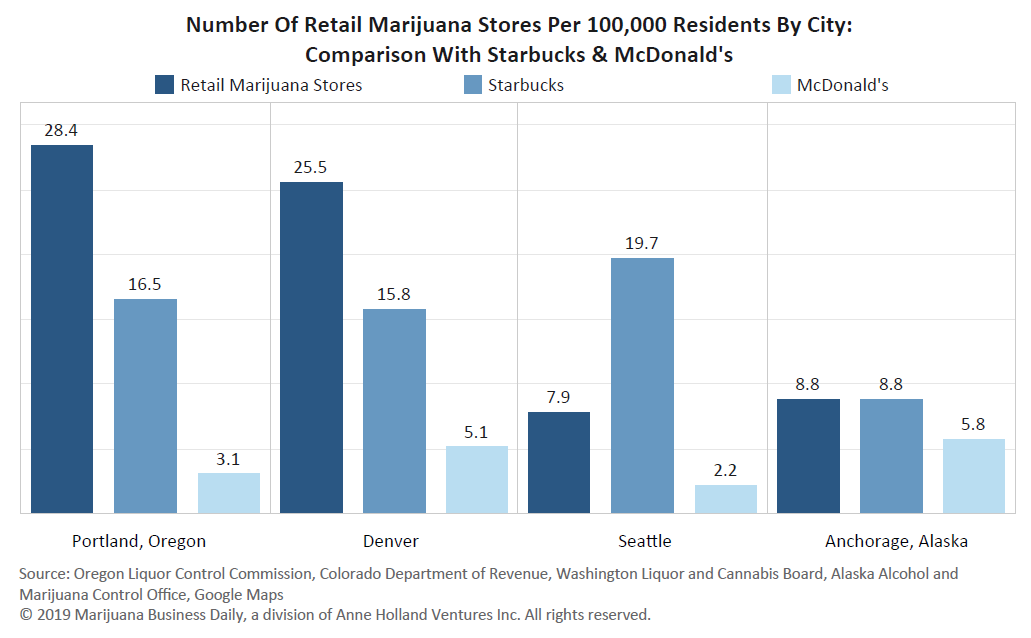 Number Of Retail Marijuana Stores Per 100,000 Residents By City:
Comparison With Starbucks & McDonald's
Retail Marijuana Stores Starbucks McDonald's
28.4 16.5 3.1 25.5 15.8 5.1 7.9 19.7 2.2 8.8 8.8 5.8
Portland, Oregon Denver Seattle Anchorage, Alaska
Source: Oregon Liquor Control Commission, Colorado Department of Revenue, Washington Liquor and Cannabis Board, Alaska Alcohol and
Marijuana Control Office, Google Maps
© 2019 Marijuana Business Daily, a division of Anne Holland Ventures Inc. All rights reserved.